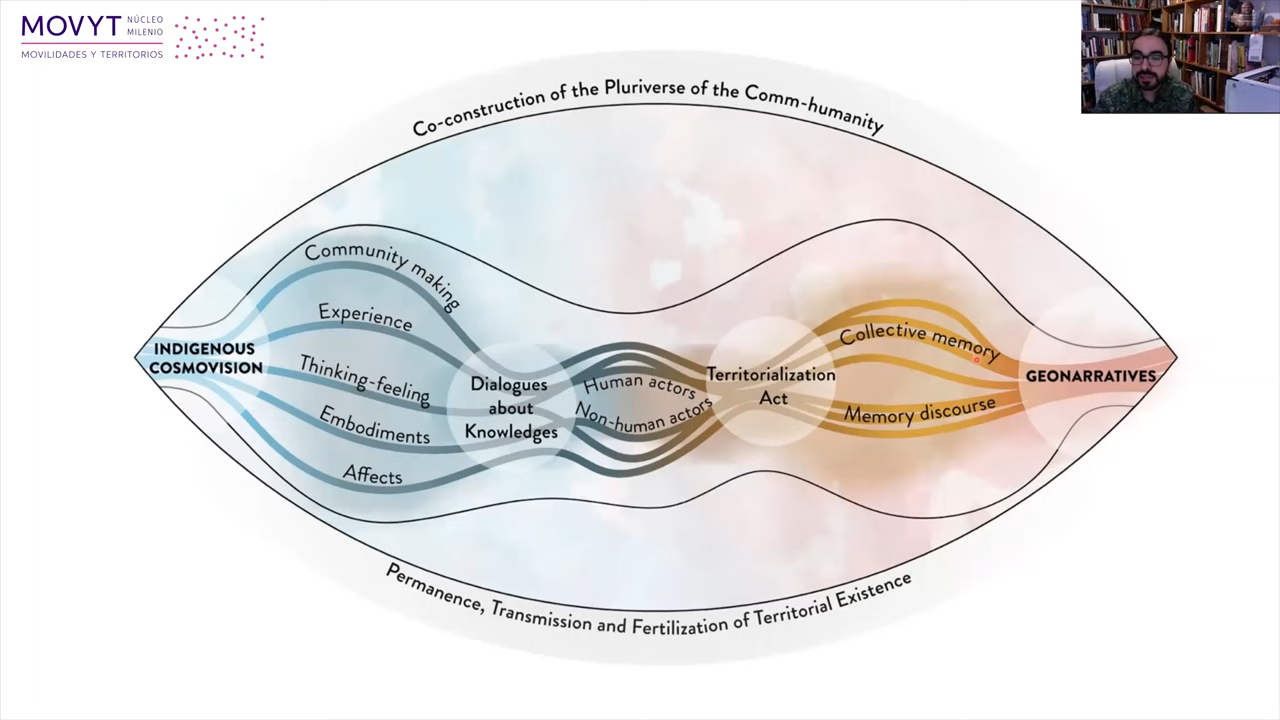 MOVYT NÚCLEO
MILENIO
MOVILIDADES Y TERRITORIOS
Co-construction of the Pluriverse of the Comm-humanity
INDIGENOUS
COSMOVISION
Community making
Experience
Thinking-feeling
Embodiments
Affects
Dialogues
about
Knowledges
Human actors
Non-human actors
Territorialization
Act
Collective memory
Memory discourse
GEONARRATIVES
Permanence, Transmission and Fertilization of Territorial Existence